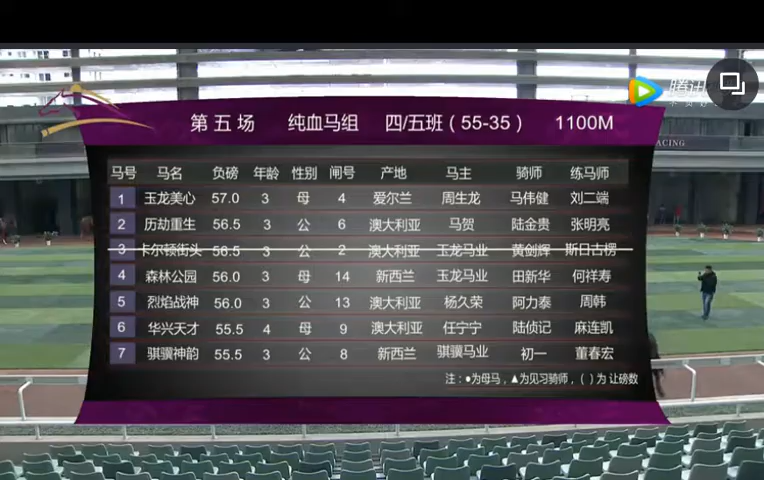 腾讯
第五场 纯血马组 四/五班（55-35） 1100M
ACING
马号 马名 负磅 年龄 性别 闸号 产地 马主 骑师 练马师
1 玉龙美心 57.0 3 母 4 爱尔兰 周生龙 马伟健 刘二端
2 历劫重生 56.5 3 公 6 澳大利亚 马贺 陆金贵 张明亮
3 卡尔顿街头 56.5 3 公 2 澳大利亚 玉龙马业 黄剑辉 斯日古楞
4 森林公园 56.0 3 母 14 新西兰 玉龙马业 田新华 何祥寿
5 烈焰战神 56.0 3 公 13 澳大利亚 杨久荣 阿力泰 周韩
6 华兴天才 55.5 4 母 9 澳大利亚 任宁宁 陆侦记 麻连凯
7 骐骥神韵 55.5 3 公 8 新西兰 骐骥马业 初一 董春宏
注：●为母马，▲为见习骑师，（ ）为 让磅数